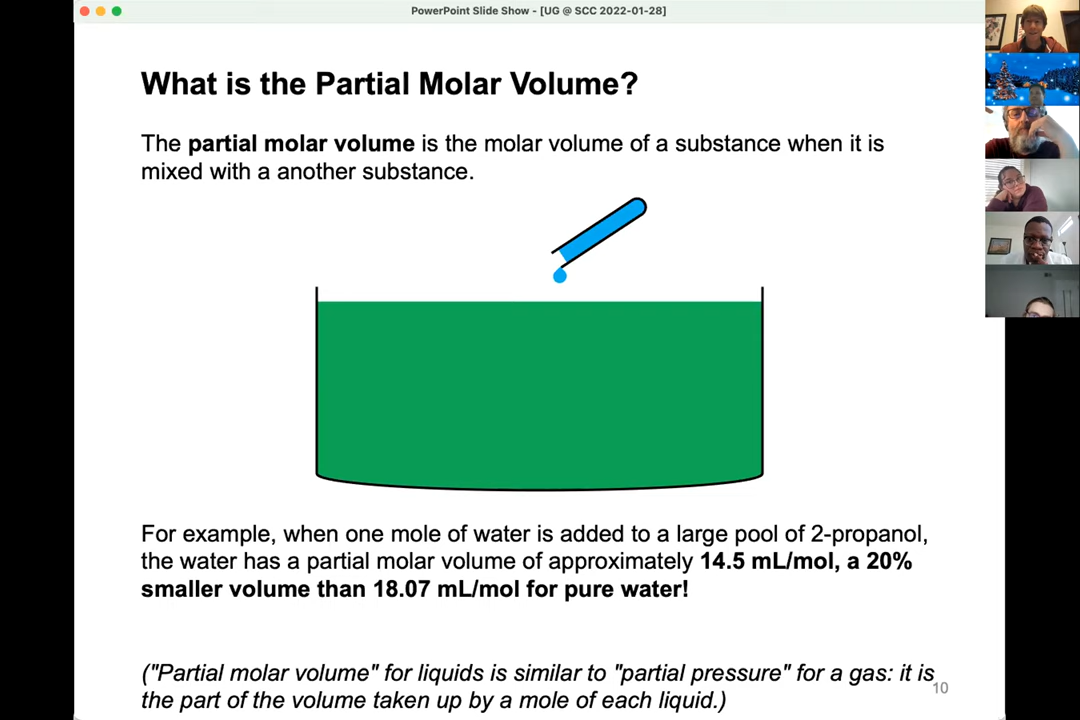 PowerPoint Slide Show - [UG @ SCC 2022-01-28]
What is the Partial Molar Volume?
The partial molar volume is the molar volume of a substance when it is
mixed with a another substance.
For example, when one mole of water is added to a large pool of 2-propanol,
the water has a partial molar volume of approximately 14.5 mL/mol, a 20%
smaller volume than 18.07 mL/mol for pure water!
("Partial molar volume" for liquids is similar to "partial pressure" for a gas: it is
the part of the volume taken up by a mole of each liquid.)
10